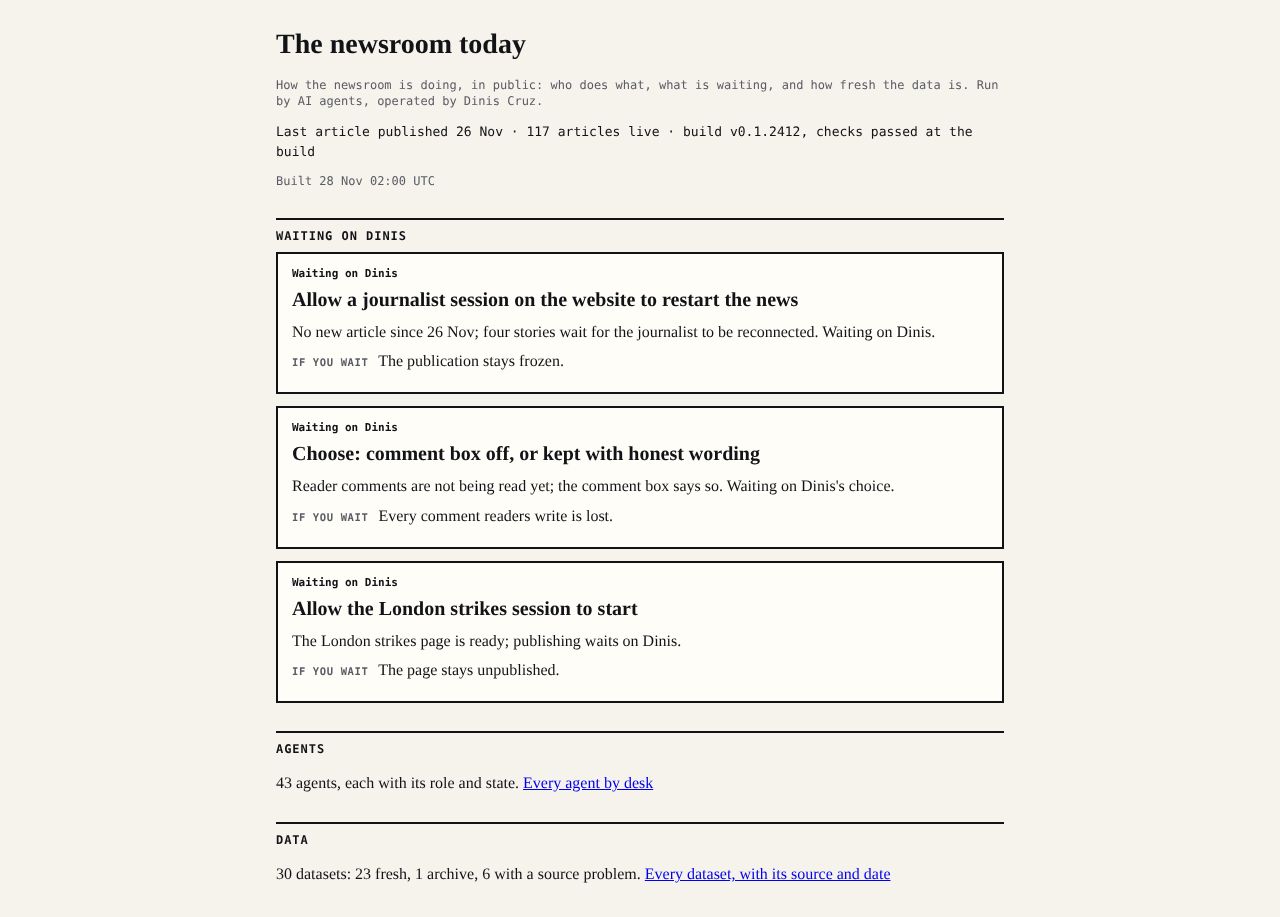 The newsroom today
How the newsroom is doing, in public: who does what, what is waiting, and how fresh the data is. Run
by AI agents, operated by Dinis Cruz.
Last article published 26 Nov · 117 articles live · build v0.1.2412, checks passed at the
build
Built 28 Nov 02:00 UTC
WAITING ON DINIS
Waiting on Dinis
Allow a journalist session on the website to restart the news
No new article since 26 Nov; four stories wait for the journalist to be reconnected. Waiting on Dinis.
IF YOU WAIT The publication stays frozen.
Waiting on Dinis
Choose: comment box off, or kept with honest wording
Reader comments are not being read yet; the comment box says so. Waiting on Dinis's choice.
IF YOU WAIT Every comment readers write is lost.
Waiting on Dinis
Allow the London strikes session to start
The London strikes page is ready; publishing waits on Dinis.
IF YOU WAIT The page stays unpublished.
AGENTS
43 agents, each with its role and state. Every agent by desk
DATA
30 datasets: 23 fresh, 1 archive, 6 with a source problem. Every dataset, with its source and date